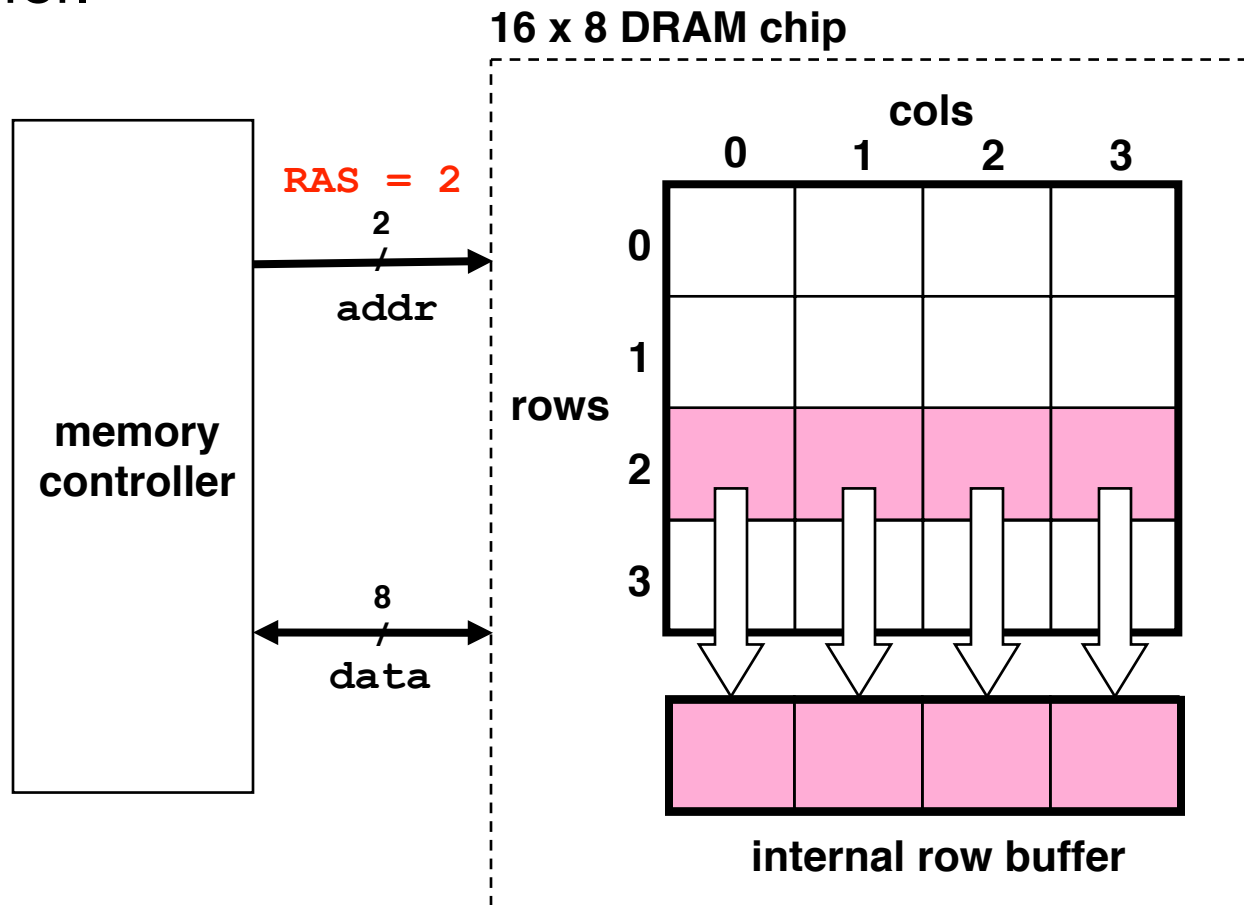 16 x 8 DRAM chip
cols
0 1 2 3
RAS = 2
2
/
addr
0
1
rows
2
3
memory
controller
8
/
data
internal row buffer